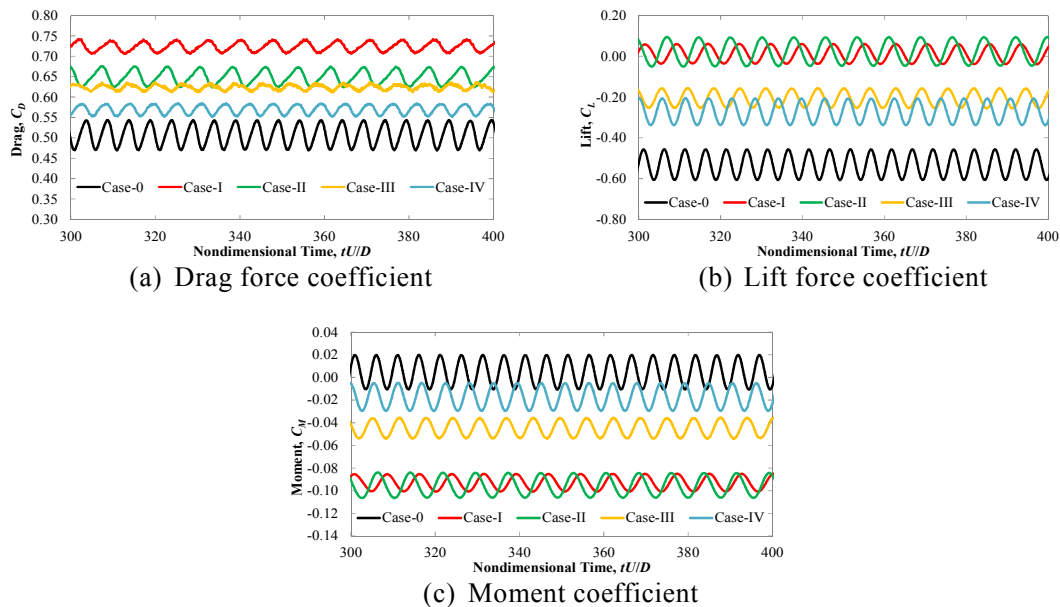 0.80
0.75
0.70
0.65
0.60
0.55
0.50
0.45
0.40
0.35
0.30
Drag, C_D
Case-0 Case-I Case-II Case-III Case-IV
300 320 340 360 380 400
Nondimensional Time, tU/D
(a) Drag force coefficient
0.20
0.00
-0.20
-0.40
-0.60
-0.80
Lift, C_L
Case-0 Case-I Case-II Case-III Case-IV
300 320 340 360 380 400
Nondimensional Time, tU/D
(b) Lift force coefficient
0.04
0.02
0.00
-0.02
-0.04
-0.06
-0.08
-0.10
-0.12
-0.14
Moment, C_M
Case-0 Case-I Case-II Case-III Case-IV
300 320 340 360 380 400
Nondimensional Time, tU/D
(c) Moment coefficient